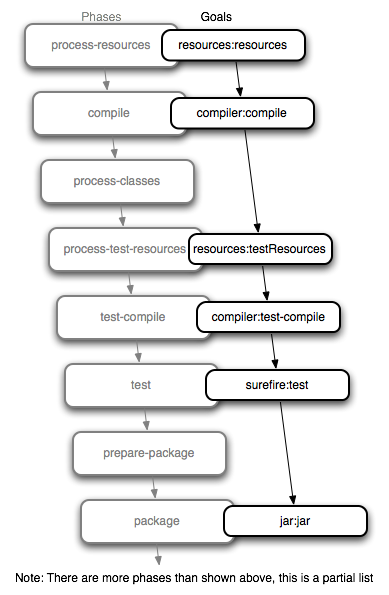 Phases Goals
process-resources resources:resources
compile compiler:compile
process-classes
process-test-resources resources:testResources
test-compile compiler:test-compile
test surefire:test
prepare-package
package jar:jar
Note: There are more phases than shown above, this is a partial list